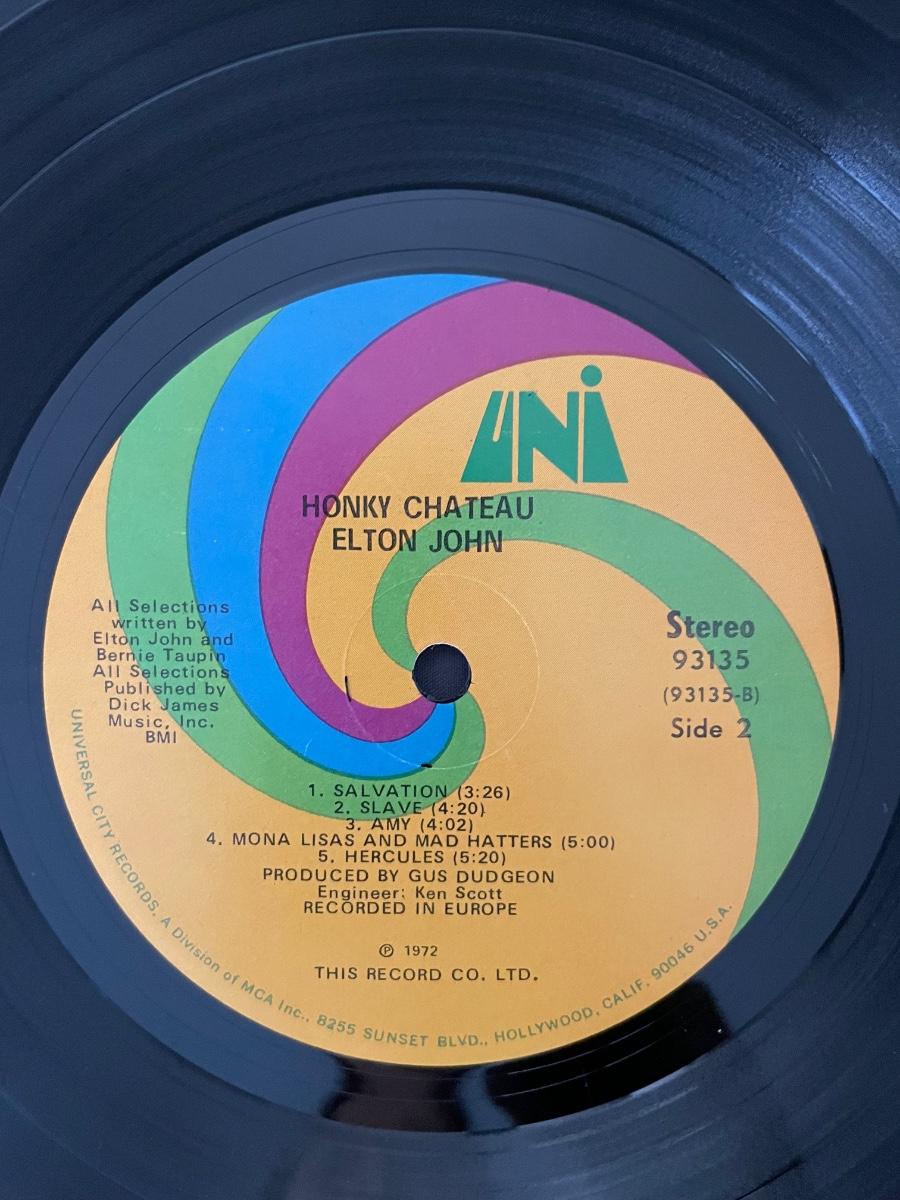 UNI
HONKY CHATEAU
ELTON JOHN
All Selections
written by
Elton John and
Bernie Taupin
All Selections
Published by
Dick James
Music, Inc.
BMI
Stereo
93135
(93135-B)
Side 2
1. SALVATION (3:26)
2. SLAVE (4:20)
3. AMY (4:02)
4. MONA LISAS AND MAD HATTERS (5:00)
5. HERCULES (5:20)
PRODUCED BY GUS DUDGEON
Engineer: Ken Scott
RECORDED IN EUROPE
℗ 1972
THIS RECORD CO. LTD.
UNIVERSAL CITY RECORDS, A Division of MCA Inc., 8255 SUNSET BLVD., HOLLYWOOD, CALIF. 90046 U.S.A.